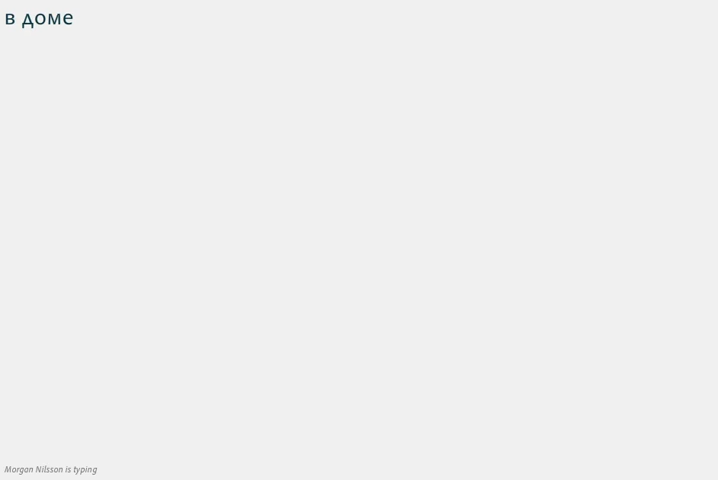 в доме
Morgan Nilsson is typing